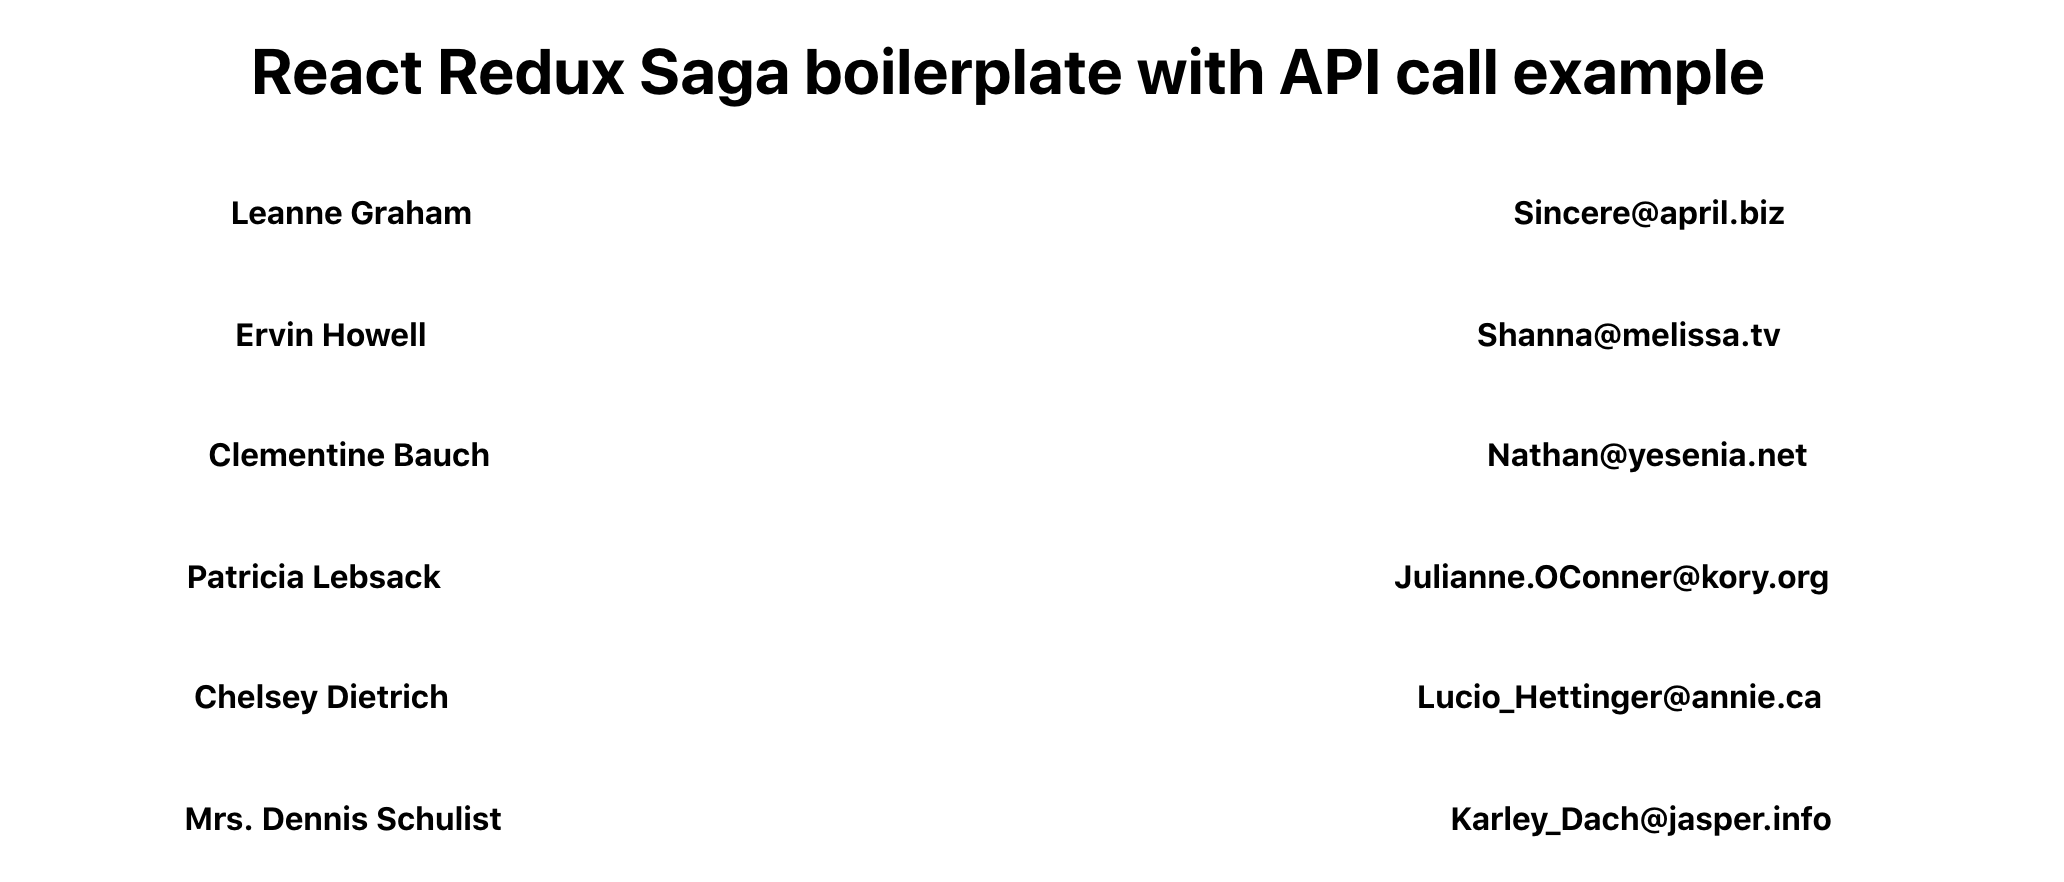 React Redux Saga boilerplate with API call example
Leanne Graham Sincere@april.biz
Ervin Howell Shanna@melissa.tv
Clementine Bauch Nathan@yesenia.net
Patricia Lebsack Julianne.OConner@kory.org
Chelsey Dietrich Lucio_Hettinger@annie.ca
Mrs. Dennis Schulist Karley_Dach@jasper.info